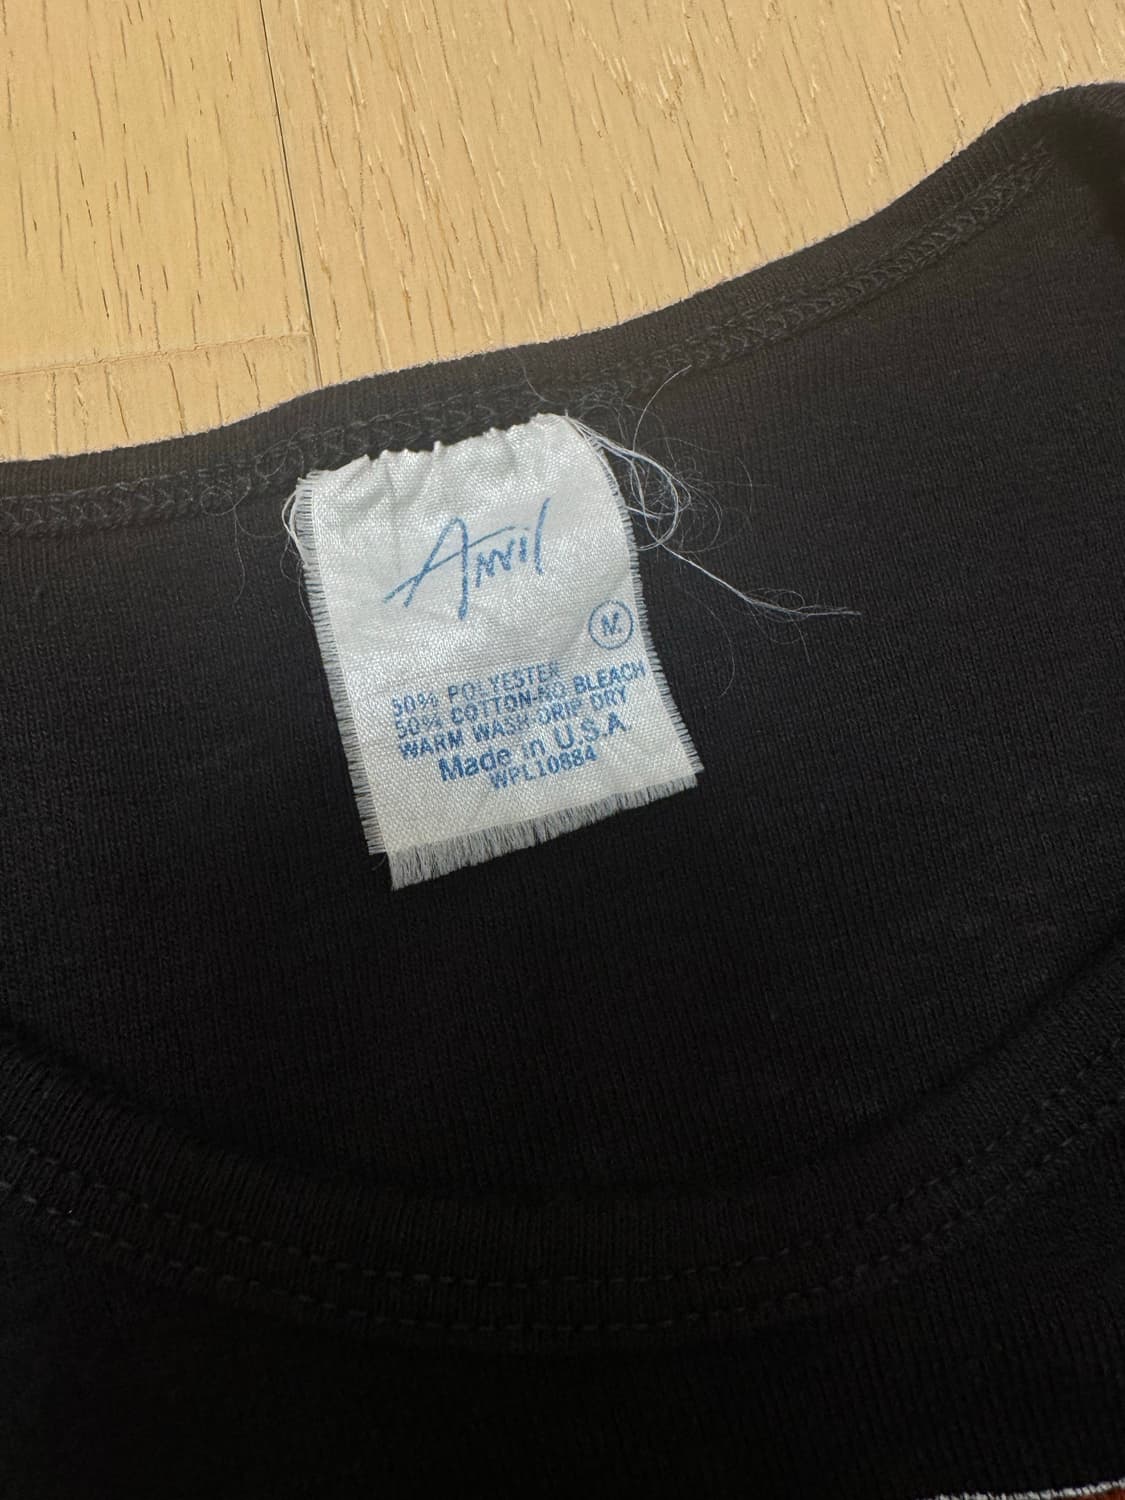 Anvil
M
50% POLYESTER
50% COTTON-NO BLEACH
WARM WASH-DRIP DRY
Made in U.S.A.
WPL10884